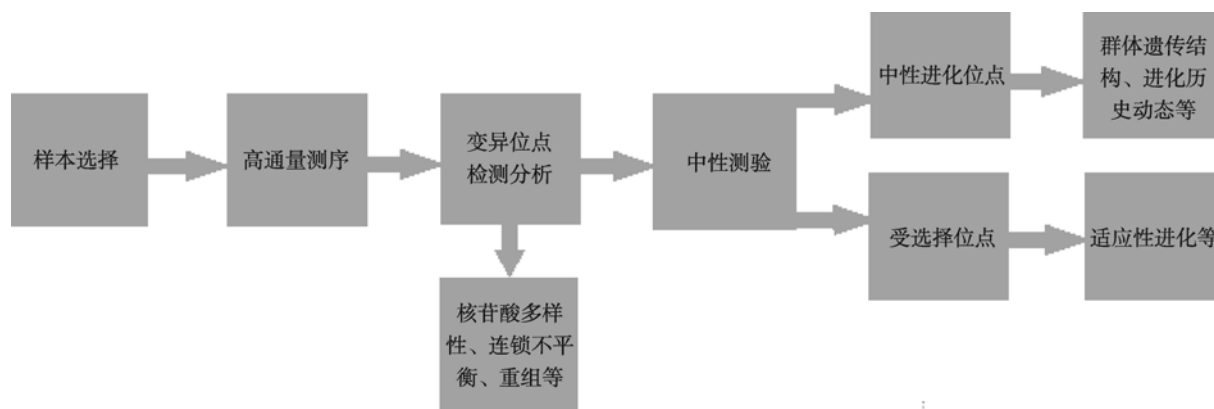 样本选择
高通量测序
变异位点
检测分析
核苷酸多样
性、连锁不平
衡、重组等
中性测验
中性进化位点
群体遗传结
构、进化历
史动态等
受选择位点
适应性进化等